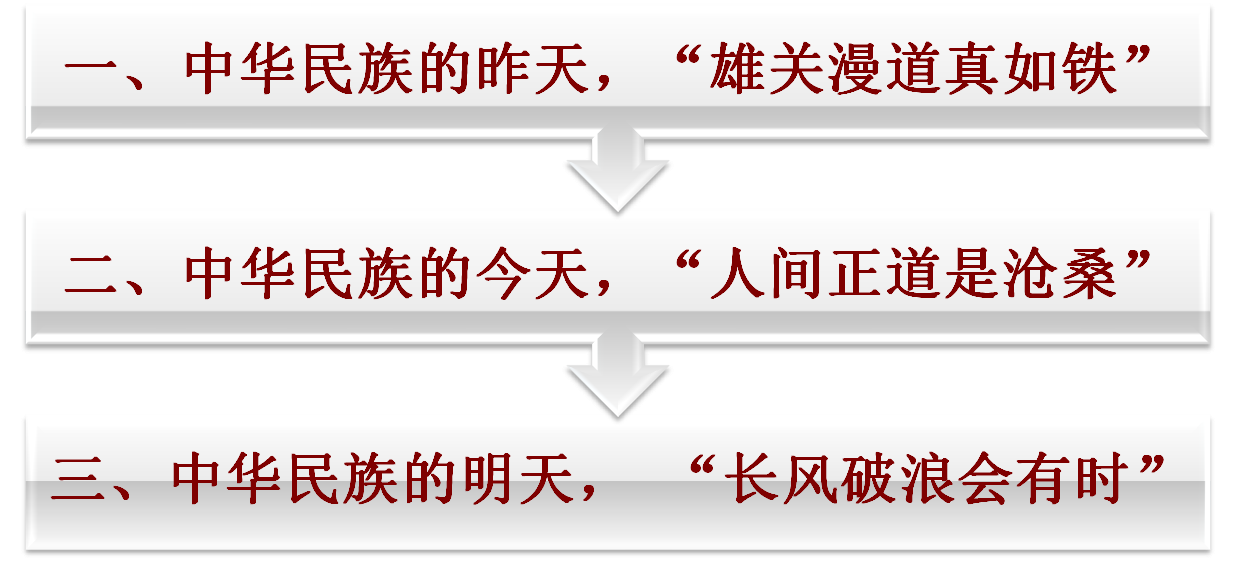 一、中华民族的昨天，“雄关漫道真如铁”
二、中华民族的今天，“人间正道是沧桑”
三、中华民族的明天， “长风破浪会有时”